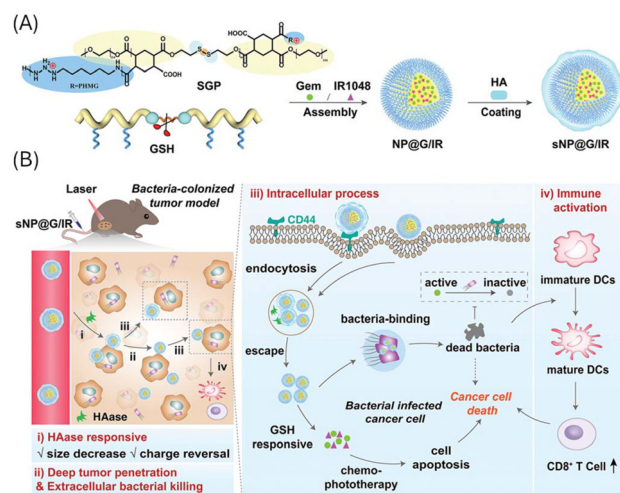 (A)
HOOC
R
COOH
R=PHMG
SGP
GSH
Gem / IR1048
Assembly
NP@G/IR
HA
Coating
sNP@G/IR
(B)
Laser
sNP@G/IR
Bacteria-colonized
tumor model
i
ii
iii
iii
iv
HAase
i) HAase responsive
√ size decrease √ charge reversal
ii) Deep tumor penetration
& Extracellular bacterial killing
iii) Intracellular process
CD44
endocytosis
escape
GSH
responsive
bacteria-binding
active
inactive
dead bacteria
Bacterial infected
cancer cell
Cancer cell
death
chemo-
phototherapy
cell
apoptosis
iv) Immune
activation
immature DCs
mature DCs
CD8⁺ T Cell ↑